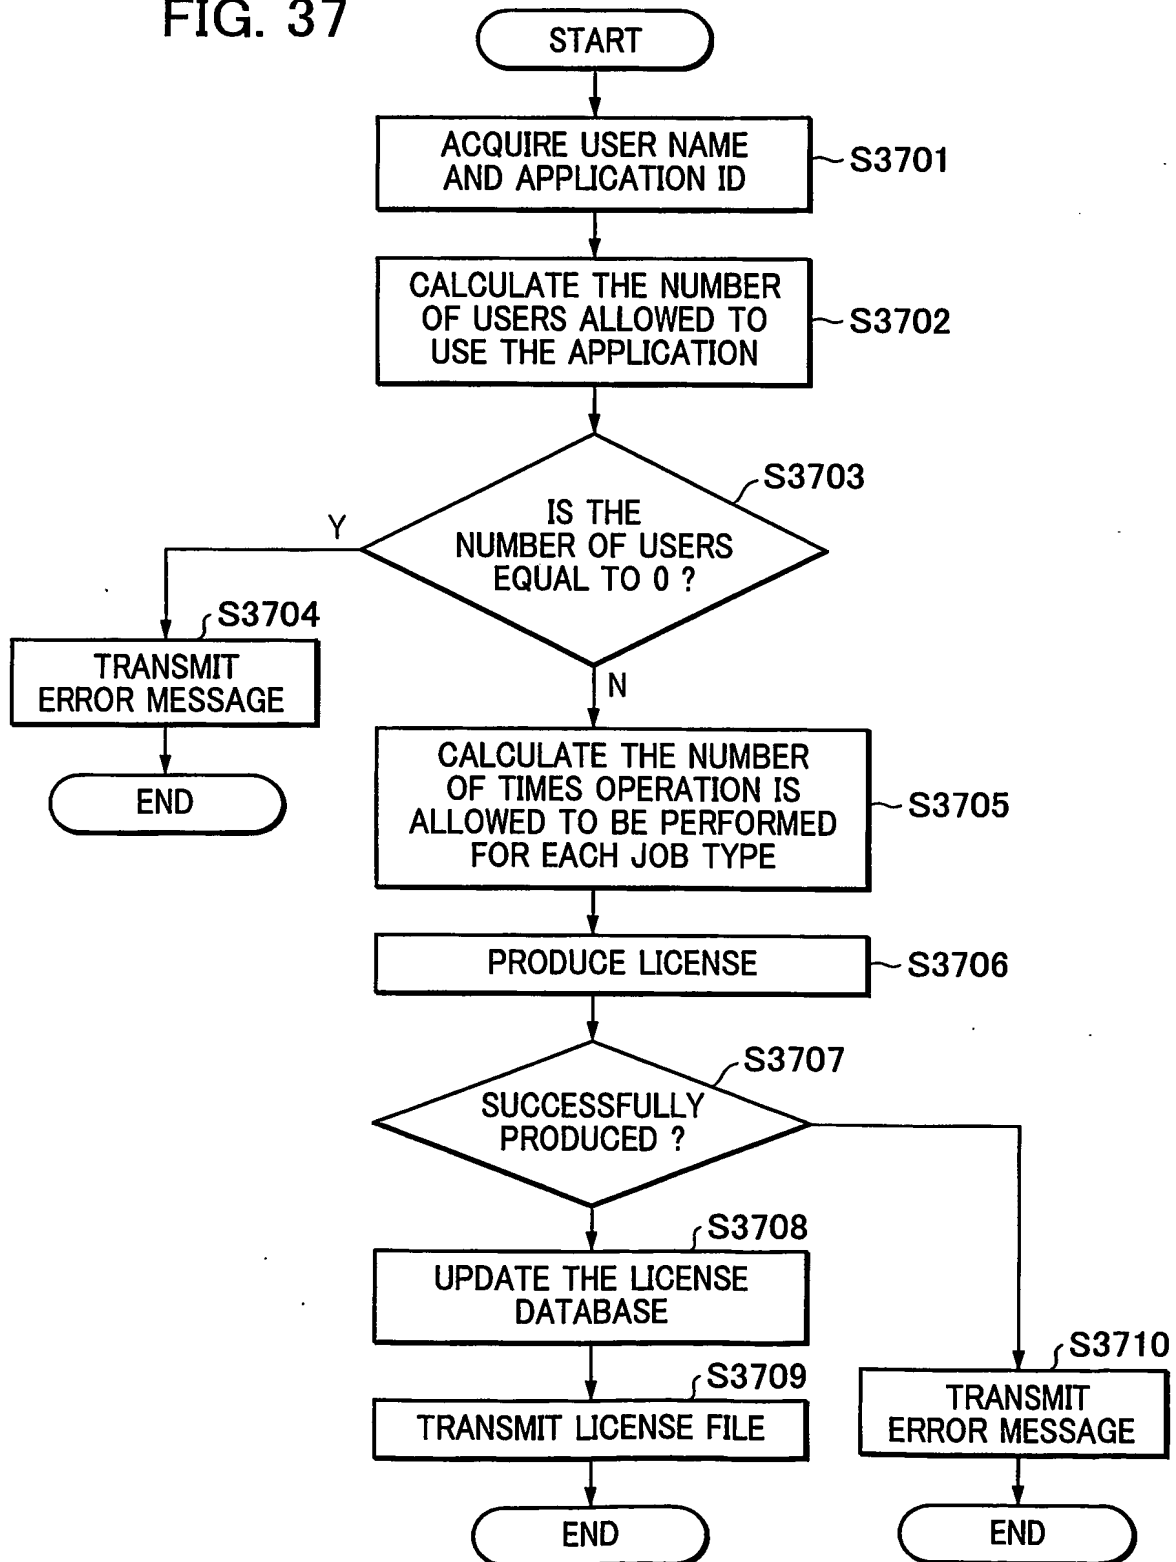 FIG. 37
START
ACQUIRE USER NAME
AND APPLICATION ID
S3701
CALCULATE THE NUMBER
OF USERS ALLOWED TO
USE THE APPLICATION
S3702
S3703
IS THE
NUMBER OF USERS
EQUAL TO 0 ?
Y
N
S3704
TRANSMIT
ERROR MESSAGE
END
CALCULATE THE NUMBER
OF TIMES OPERATION IS
ALLOWED TO BE PERFORMED
FOR EACH JOB TYPE
S3705
PRODUCE LICENSE
S3706
S3707
SUCCESSFULLY
PRODUCED ?
S3708
UPDATE THE LICENSE
DATABASE
S3709
TRANSMIT LICENSE FILE
END
S3710
TRANSMIT
ERROR MESSAGE
END